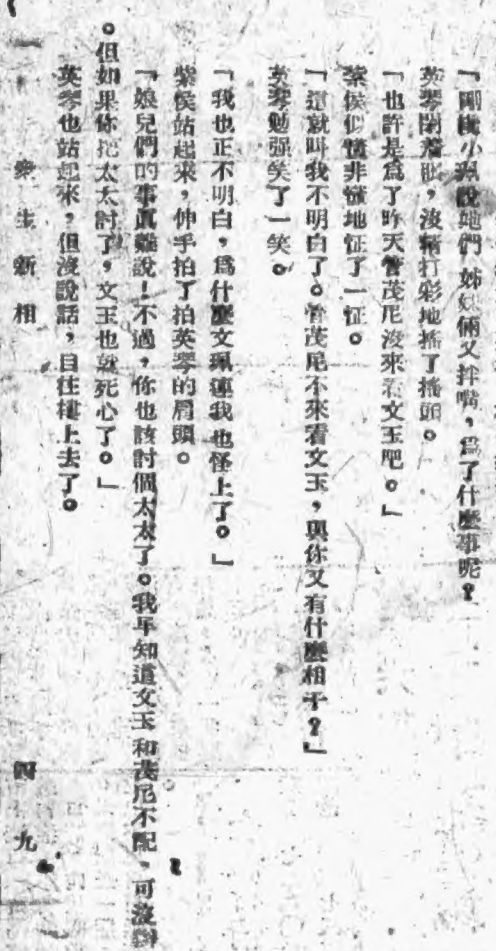 「剛纔小珮說她們姊妹倆又拌嘴，爲了什麼事呢？
英琴閉着眼，沒精打彩地搖了搖頭。
「也許是爲了昨天管茂尼沒來看文玉吧。」
紫侯似懂非懂地怔了一怔。
「這就叫我不明白了。管茂尼不來看文玉，與你又有什麼相干？」
英琴勉强笑了一笑。
「我也正不明白，爲什麼文珮連我也怪上了。」
紫侯站起來，伸手拍了拍英琴的肩頭。
「娘兒們的事眞難說！不過，你也該討個太太了。我早知道文玉和茂尼不配，可沒
。但如果你把太太討了，文玉也就死心了。」
英琴也站起來，但沒說話，自往樓上去了。
衆生新相
四九